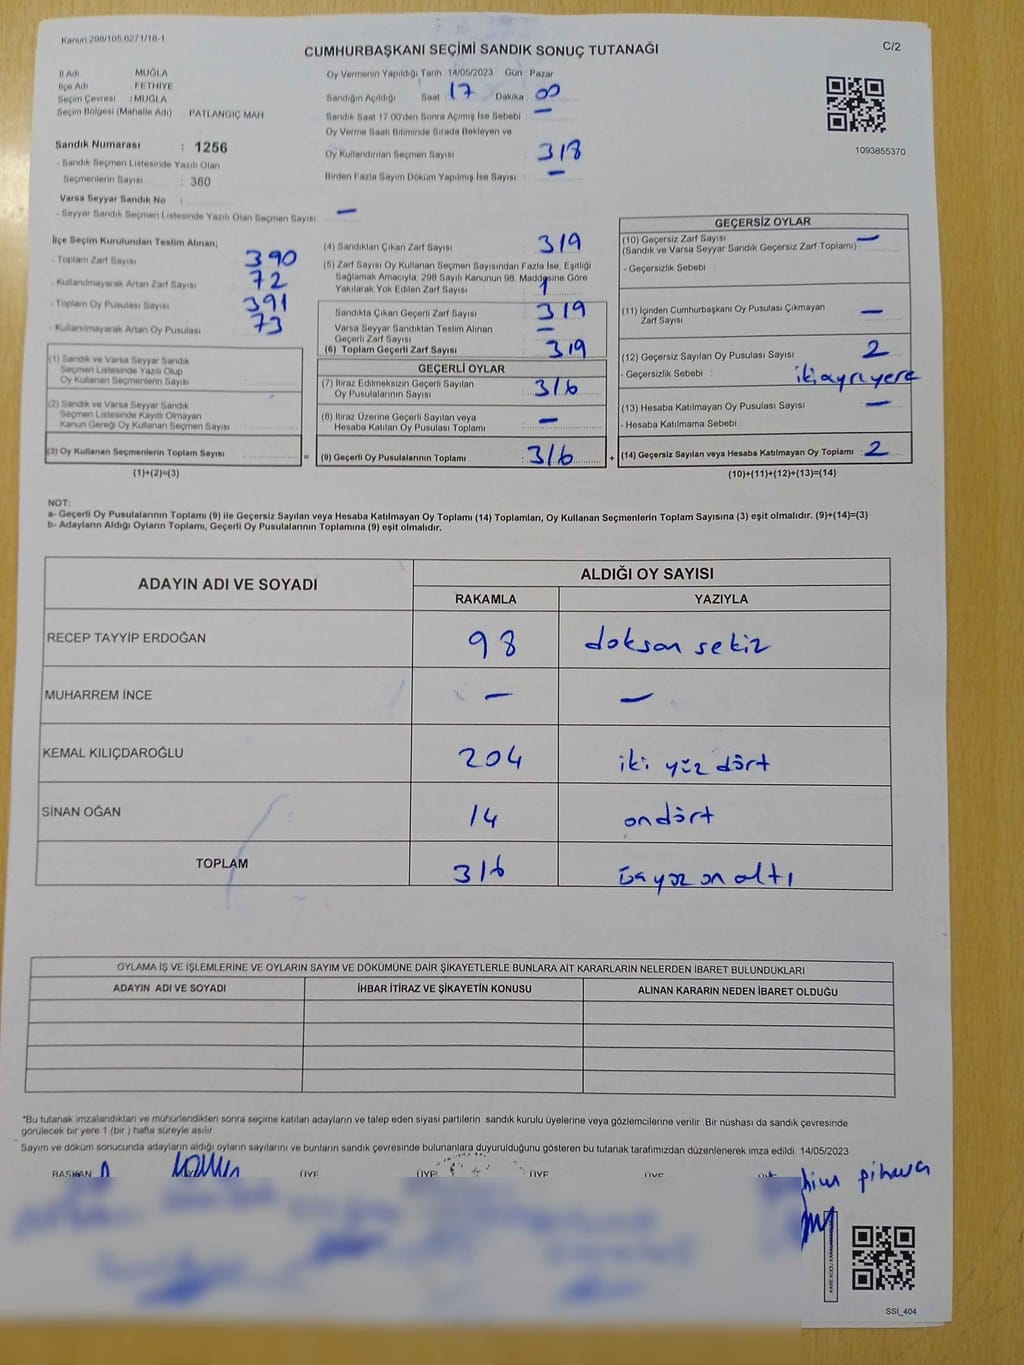 Kanun:298/105,6271/18-1
CUMHURBAŞKANI SEÇİMİ SANDIK SONUÇ TUTANAĞI
C/2
İl Adı : MUĞLA
İlçe Adı : FETHİYE
Seçim Çevresi : MUĞLA
Seçim Bölgesi (Mahalle Adı) PATLANGIÇ MAH
Sandık Numarası : 1256
- Sandık Seçmen Listesinde Yazılı Olan
Seçmenlerin Sayısı : 380
Varsa Seyyar Sandık No :
- Seyyar Sandık Seçmen Listesinde Yazılı Olan Seçmen Sayısı —
Oy Vermenin Yapıldığı Tarih 14/05/2023 Gün : Pazar
Sandığın Açıldığı Saat : 17 Dakika : 00
Sandık Saat 17.00'den Sonra Açımış İse Sebebi : —
Oy Verme Saati Bitiminde Sırada Bekleyen ve
Oy Kullandırılan Seçmen Sayısı : 318
Birden Fazla Sayım Döküm Yapılmış İse Sayısı : —
1093855370
İlçe Seçim Kurulundan Teslim Alınan;
- Toplam Zarf Sayısı : 390
- Kullanılmayarak Artan Zarf Sayısı : 72
- Toplam Oy Pusulası Sayısı : 391
- Kullanılmayarak Artan Oy Pusulası : 73
(1) Sandık ve Varsa Seyyar Sandık
Seçmen Listesinde Yazılı Olup
Oy Kullanan Seçmenlerin Sayısı
(2) Sandık ve Varsa Seyyar Sandık
Seçmen Listesinde Kayıtlı Olmayan
Kanun Gereği Oy Kullanan Seçmen Sayısı
(3) Oy Kullanan Seçmenlerin Toplam Sayısı
(1)+(2)=(3)
(4) Sandıktan Çıkan Zarf Sayısı : 319
(5) Zarf Sayısı Oy Kullanan Seçmen Sayısından Fazla İse, Eşitliği
Sağlamak Amacıyla; 298 Sayılı Kanunun 98. Maddesine Göre
Yakılarak Yok Edilen Zarf Sayısı : 1
Sandıkta Çıkan Geçerli Zarf Sayısı : 319
Varsa Seyyar Sandıktan Teslim Alınan
Geçerli Zarf Sayısı —
(6) Toplam Geçerli Zarf Sayısı : 319
GEÇERLİ OYLAR
(7) İtiraz Edilmeksizin Geçerli Sayılan
Oy Pusulalarının Sayısı : 316
(8) İtiraz Üzerine Geçerli Sayılan veya
Hesaba Katılan Oy Pusulası Toplamı : —
= (9) Geçerli Oy Pusulalarının Toplamı : 316 +
GEÇERSİZ OYLAR
(10) Geçersiz Zarf Sayısı —
(Sandık ve Varsa Seyyar Sandık Geçersiz Zarf Toplamı) :
- Geçersizlik Sebebi :
(11) İçinden Cumhurbaşkanı Oy Pusulası Çıkmayan
Zarf Sayısı —
(12) Geçersiz Sayılan Oy Pusulası Sayısı : 2
- Geçersizlik Sebebi : iki ayrı yere
(13) Hesaba Katılmayan Oy Pusulası Sayısı : —
- Hesaba Katılmama Sebebi :
(14) Geçersiz Sayılan veya Hesaba Katılmayan Oy Toplamı : 2
(10)+(11)+(12)+(13)=(14)
NOT:
a- Geçerli Oy Pusulalarının Toplamı (9) ile Geçersiz Sayılan veya Hesaba Katılmayan Oy Toplamı (14) Toplamları, Oy Kullanan Seçmenlerin Toplam Sayısına (3) eşit olmalıdır. (9)+(14)=(3)
b- Adayların Aldığı Oyların Toplamı, Geçerli Oy Pusulalarının Toplamına (9) eşit olmalıdır.
ADAYIN ADI VE SOYADI
ALDIĞI OY SAYISI
RAKAMLA YAZIYLA
RECEP TAYYİP ERDOĞAN 98 doksan sekiz
MUHARREM İNCE — —
KEMAL KILIÇDAROĞLU 204 iki yüz dört
SİNAN OĞAN 14 ondört
TOPLAM 316 üç yüz on altı
OYLAMA İŞ VE İŞLEMLERİNE VE OYLARIN SAYIM VE DÖKÜMÜNE DAİR ŞİKAYETLERLE BUNLARA AİT KARARLARIN NELERDEN İBARET BULUNDUKLARI
ADAYIN ADI VE SOYADI İHBAR İTİRAZ VE ŞİKAYETİN KONUSU ALINAN KARARIN NEDEN İBARET OLDUĞU
*Bu tutanak imzalandıktan ve mühürlendikten sonra seçime katılan adayların ve talep eden siyasi partilerin sandık kurulu üyelerine veya gözlemcilerine verilir .Bir nüshası da sandık çevresinde
görülecek bir yere 1 (bir ) hafta süreyle asılır.
Sayım ve döküm sonucunda adayların aldığı oyların sayılarını ve bunların sandık çevresinde bulunanlara duyurulduğunu gösteren bu tutanak tarafımızdan düzenlenerek imza edildi. 14/05/2023
BAŞKAN ÜYE ÜYE ÜYE
SSI_404